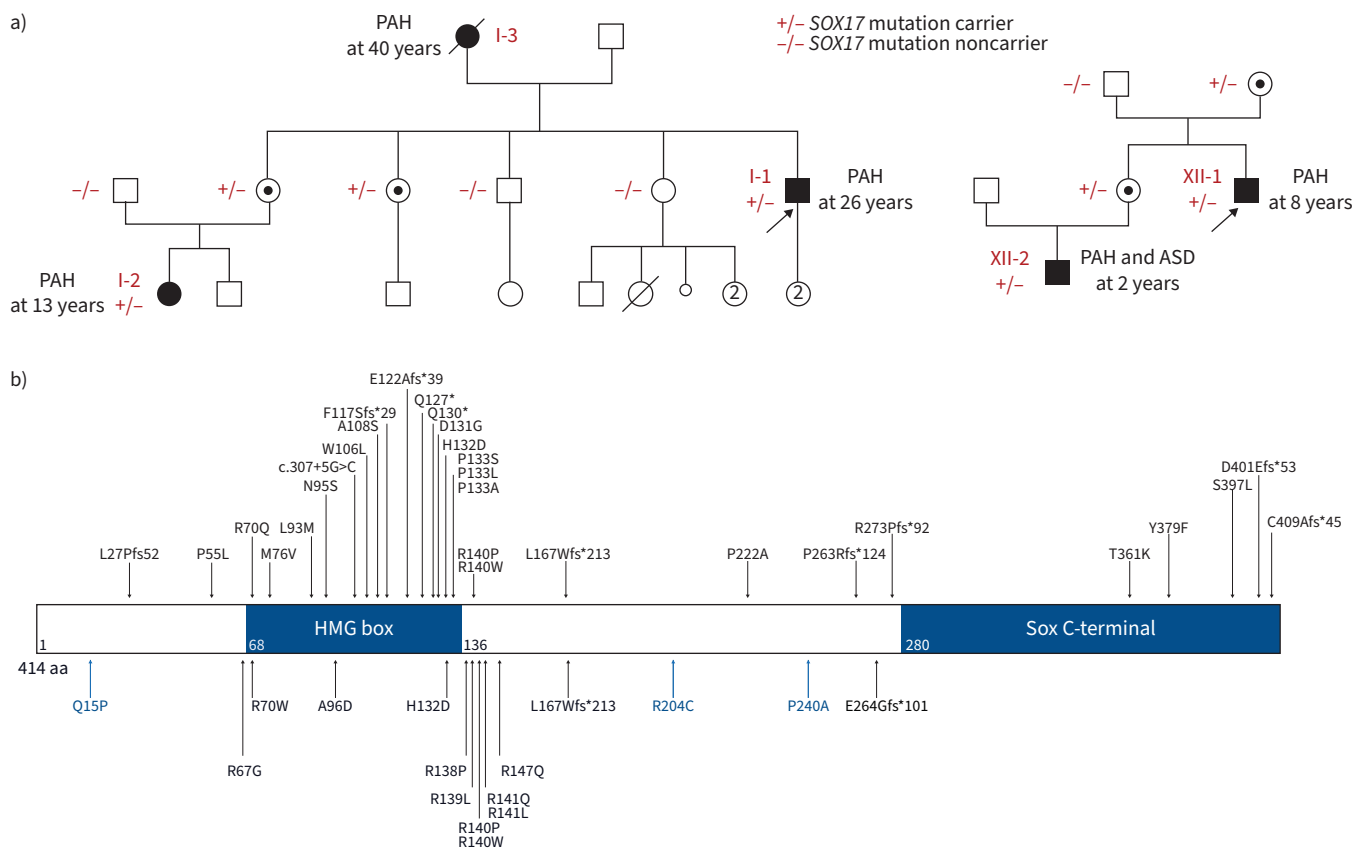 a)
PAH
at 40 years
I-3
+/– SOX17 mutation carrier
–/– SOX17 mutation noncarrier
–/–
+/–
–/–
+/–
+/–
–/–
–/–
I-1
+/–
PAH
at 26 years
+/–
XII-1
+/–
PAH
at 8 years
PAH
at 13 years
I-2
+/–
2
2
XII-2
+/–
PAH and ASD
at 2 years
b)
E122Afs*39
Q127*
F117Sfs*29
Q130*
A108S
D131G
W106L
H132D
P133S
c.307+5G>C
P133L
N95S
P133A
D401Efs*53
S397L
R70Q
L93M
R273Pfs*92
Y379F
C409Afs*45
L27Pfs52
P55L
M76V
R140P
R140W
L167Wfs*213
P222A
P263Rfs*124
T361K
1
68
HMG box
136
280
Sox C-terminal
414 aa
Q15P
R70W
A96D
H132D
L167Wfs*213
R204C
P240A
E264Gfs*101
R67G
R138P
R147Q
R139L
R141Q
R141L
R140P
R140W